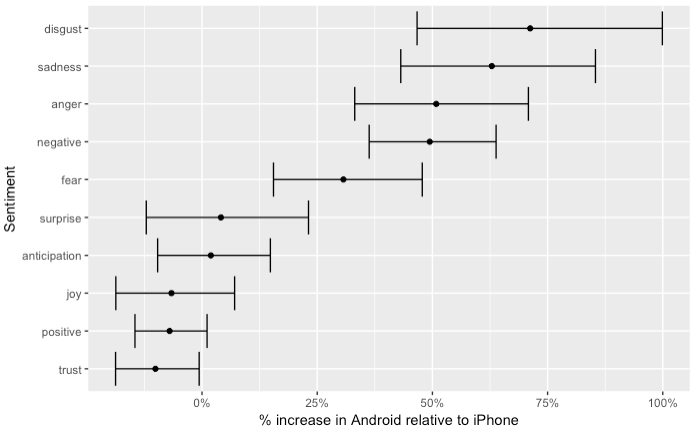 disgust
sadness
anger
negative
fear
surprise
anticipation
joy
positive
trust
Sentiment
0% 25% 50% 75% 100%
% increase in Android relative to iPhone